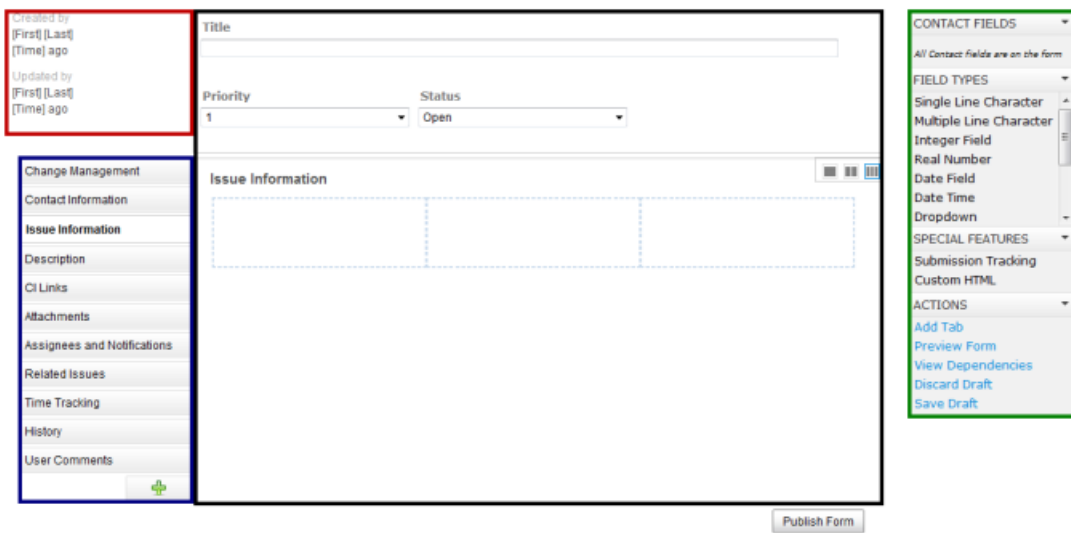 Created by
[First] [Last]
[Time] ago
Updated by
[First] [Last]
[Time] ago
Change Management
Contact Information
Issue Information
Description
CI Links
Attachments
Assignees and Notifications
Related Issues
Time Tracking
History
User Comments
Title
Priority
Status
1
Open
Issue Information
Publish Form
CONTACT FIELDS
All Contact fields are on the form
FIELD TYPES
Single Line Character
Multiple Line Character
Integer Field
Real Number
Date Field
Date Time
Dropdown
SPECIAL FEATURES
Submission Tracking
Custom HTML
ACTIONS
Add Tab
Preview Form
View Dependencies
Discard Draft
Save Draft